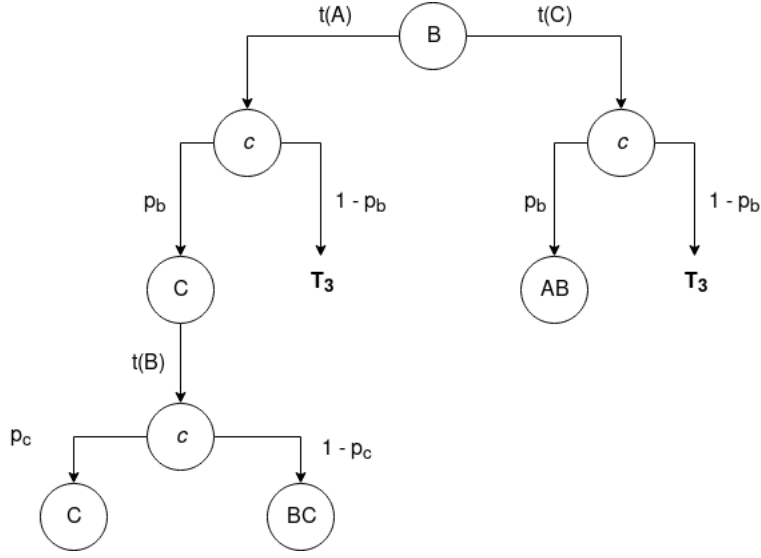 t(A)
B
t(C)
c
c
p_b
1 - p_b
p_b
1 - p_b
C
T_3
AB
T_3
t(B)
p_c
c
1 - p_c
C
BC